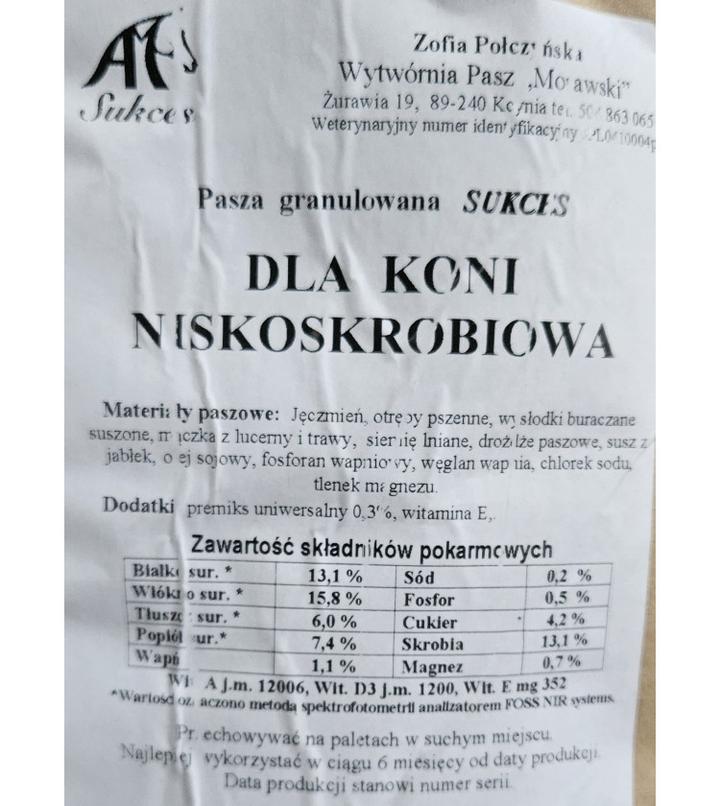 AMS
Sukces
Zofia Połczyńska
Wytwórnia Pasz „Morawski”
Żurawia 19, 89-240 Kcynia tel. 863 065
Weterynaryjny numer identyfikacyjny
Pasza granulowana SUKCES
DLA KONI
NISKOSKROBIOWA
Materiały paszowe: Jęczmień, otręby pszenne, wysłodki buraczane
suszone, mączka z lucerny i trawy, siemię lniane, drożdże paszowe, susz z
jabłek, olej sojowy, fosforan wapniowy, węglan wapnia, chlorek sodu,
tlenek magnezu.
Dodatki premiks uniwersalny 0,3%, witamina E,.
Zawartość składników pokarmowych
Białko sur. * 13,1 % Sód 0,2 %
Włókno sur. * 15,8 % Fosfor 0,5 %
Tłuszcz sur. * 6,0 % Cukier 4,2 %
Popiół sur.* 7,4 % Skrobia 13,1 %
Wapń 1,1 % Magnez 0,7 %
Wit. A j.m. 12006, Wit. D3 j.m. 1200, Wit. E mg 352
*Wartość oznaczono metodą spektrofotometrii analizatorem FOSS NIR systems.
Przechowywać na paletach w suchym miejscu.
Najlepiej wykorzystać w ciągu 6 miesięcy od daty produkcji.
Data produkcji stanowi numer serii.